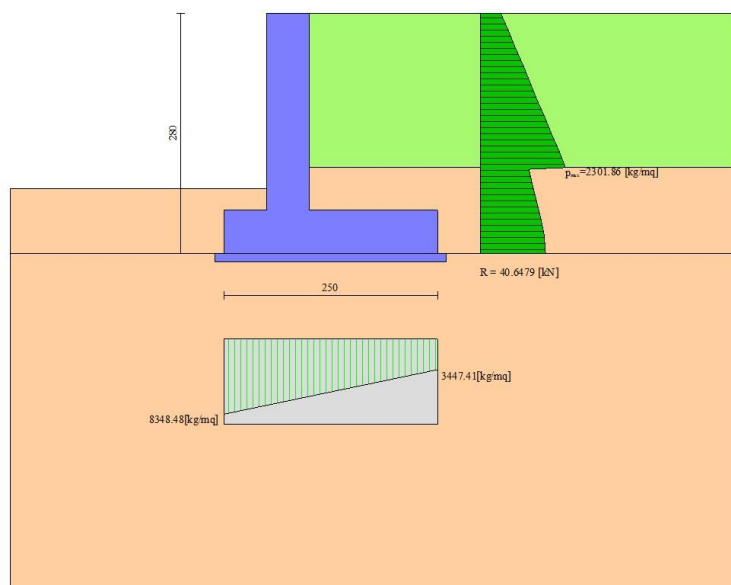 280
pmax=2301.86 [kg/mq]
R = 40.6479 [kN]
250
3447.41[kg/mq]
8348.48[kg/mq]